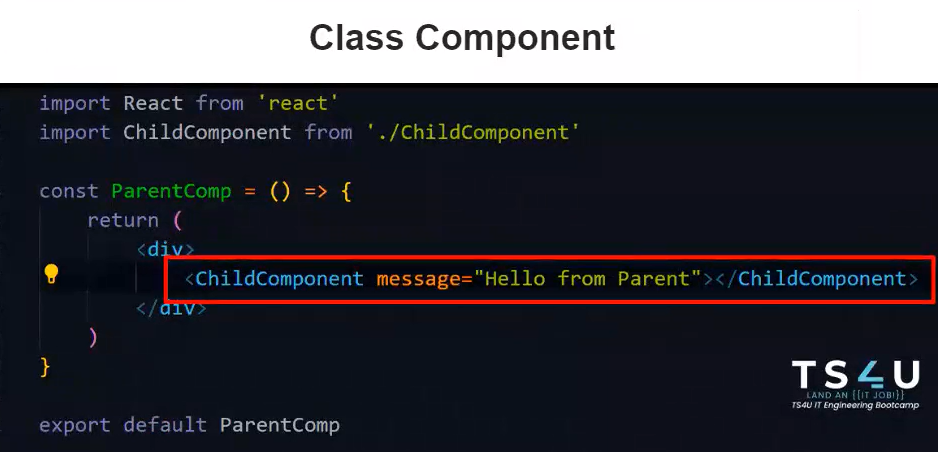 Class Component
import React from 'react'
import ChildComponent from './ChildComponent'
const ParentComp = () => {
return (
<div>
<ChildComponent message="Hello from Parent"></ChildComponent>
</div>
)
}
export default ParentComp
TS4U
LAND AN {{IT JOB!}}
TS4U IT Engineering Bootcamp